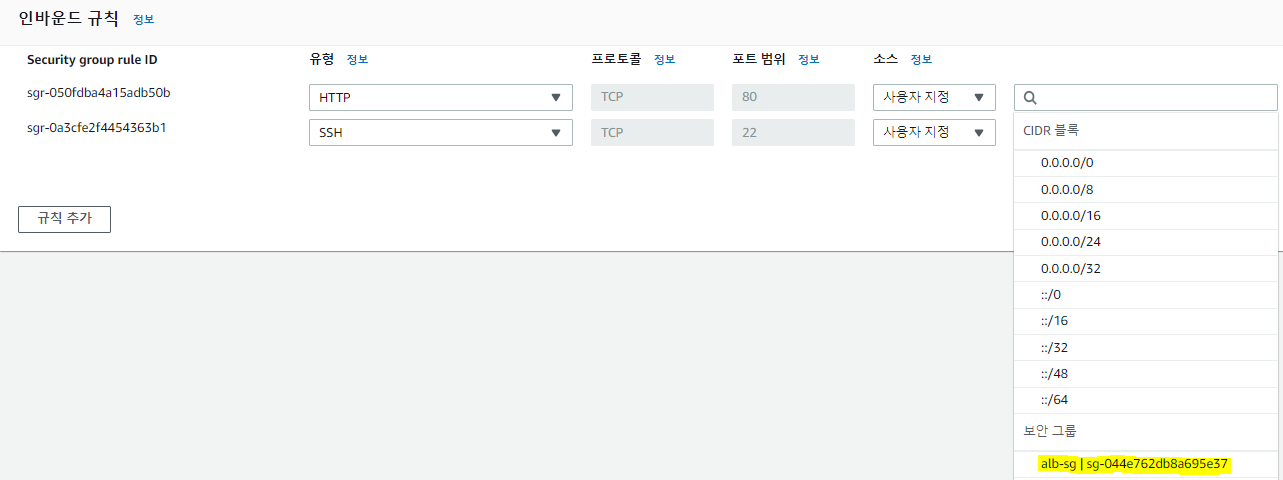 인바운드 규칙 정보
Security group rule ID 유형 정보 프로토콜 정보 포트 범위 정보 소스 정보
sgr-050fdba4a15adb50b HTTP TCP 80 사용자 지정
sgr-0a3cfe2f4454363b1 SSH TCP 22 사용자 지정
CIDR 블록
0.0.0.0/0
0.0.0.0/8
0.0.0.0/16
0.0.0.0/24
0.0.0.0/32
::/0
::/16
::/32
::/48
::/64
보안 그룹
alb-sg | sg-044e762db8a695e37
규칙 추가